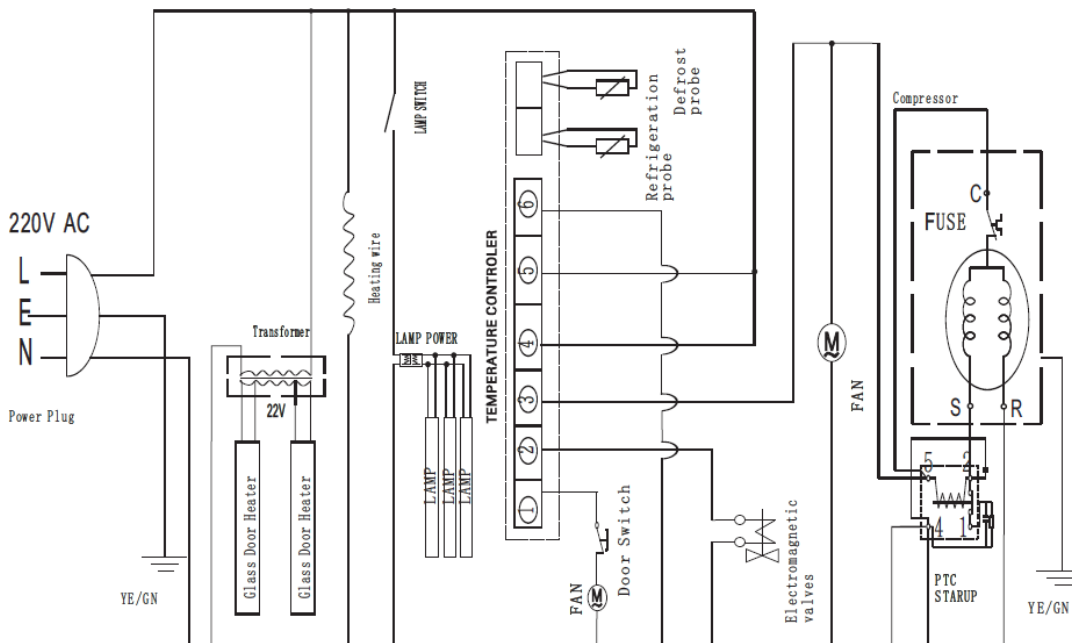 220V AC
L
E
N
Power Plug
YE/GN
Transformer
22V
Glass Door Heater
Glass Door Heater
Heating wire
LAMP SWITCH
LAMP POWER
LAMP
LAMP
LAMP
TEMPERATURE CONTROLER
6
5
4
3
2
1
Defrost
probe
Refrigeration
probe
Door Switch
FAN
M
Electromagnetic
valves
M
FAN
Compressor
C
FUSE
S
R
5
2
4
1
PTC
STARUP
YE/GN